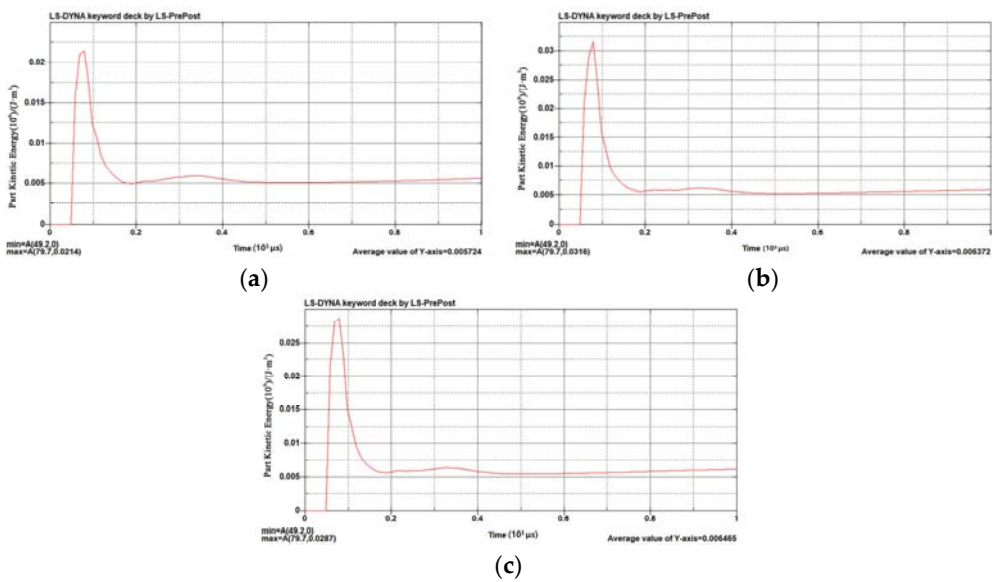 LS-DYNA keyword deck by LS-PrePost
Part Kinetic Energy(10⁶)/(J·m³)
0.02
0.015
0.01
0.005
0
0 0.2 0.4 0.6 0.8 1
min=A(49.2,0)
max=A(79.7,0.0214)
Time (10³ μs)
Average value of Y-axis=0.005724
(a)
LS-DYNA keyword deck by LS-PrePost
Part Kinetic Energy(10⁶)/(J·m³)
0.03
0.025
0.02
0.015
0.01
0.005
0
0 0.2 0.4 0.6 0.8 1
min=A(49.2,0)
max=A(79.7,0.0316)
Time (10³ μs)
Average value of Y-axis=0.006372
(b)
LS-DYNA keyword deck by LS-PrePost
Part Kinetic Energy(10⁶)/(J·m³)
0.025
0.02
0.015
0.01
0.005
0
0 0.2 0.4 0.6 0.8 1
min=A(49.2,0)
max=A(79.7,0.0287)
Time (10³ μs)
Average value of Y-axis=0.006465
(c)